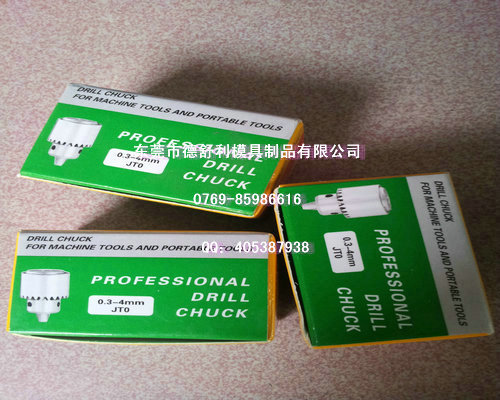 DRILL CHUCK
FOR MACHINE TOOLS AND PORTABLE TOOLS
PROFESSIONAL
DRILL
CHUCK
0.3-4mm
JT0
东莞市德舒利模具制品有限公司
0769-85986616
QQ: 405387938
DRILL CHUCK
FOR MACHINE TOOLS AND PORTABLE TOOLS
PROFESSIONAL
DRILL
CHUCK
0.3-4mm
JT0
DRILL CHUCK
FOR MACHINE TOOLS AND PORTABLE TOOLS
PROFESSIONAL
DRILL
CHUCK
0.3-4mm
JT0